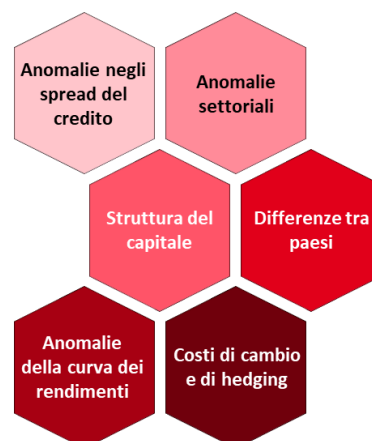 Anomalie negli
spread del
credito
Anomalie
settoriali
Struttura del
capitale
Differenze tra
paesi
Anomalie
della curva dei
rendimenti
Costi di cambio
e di hedging